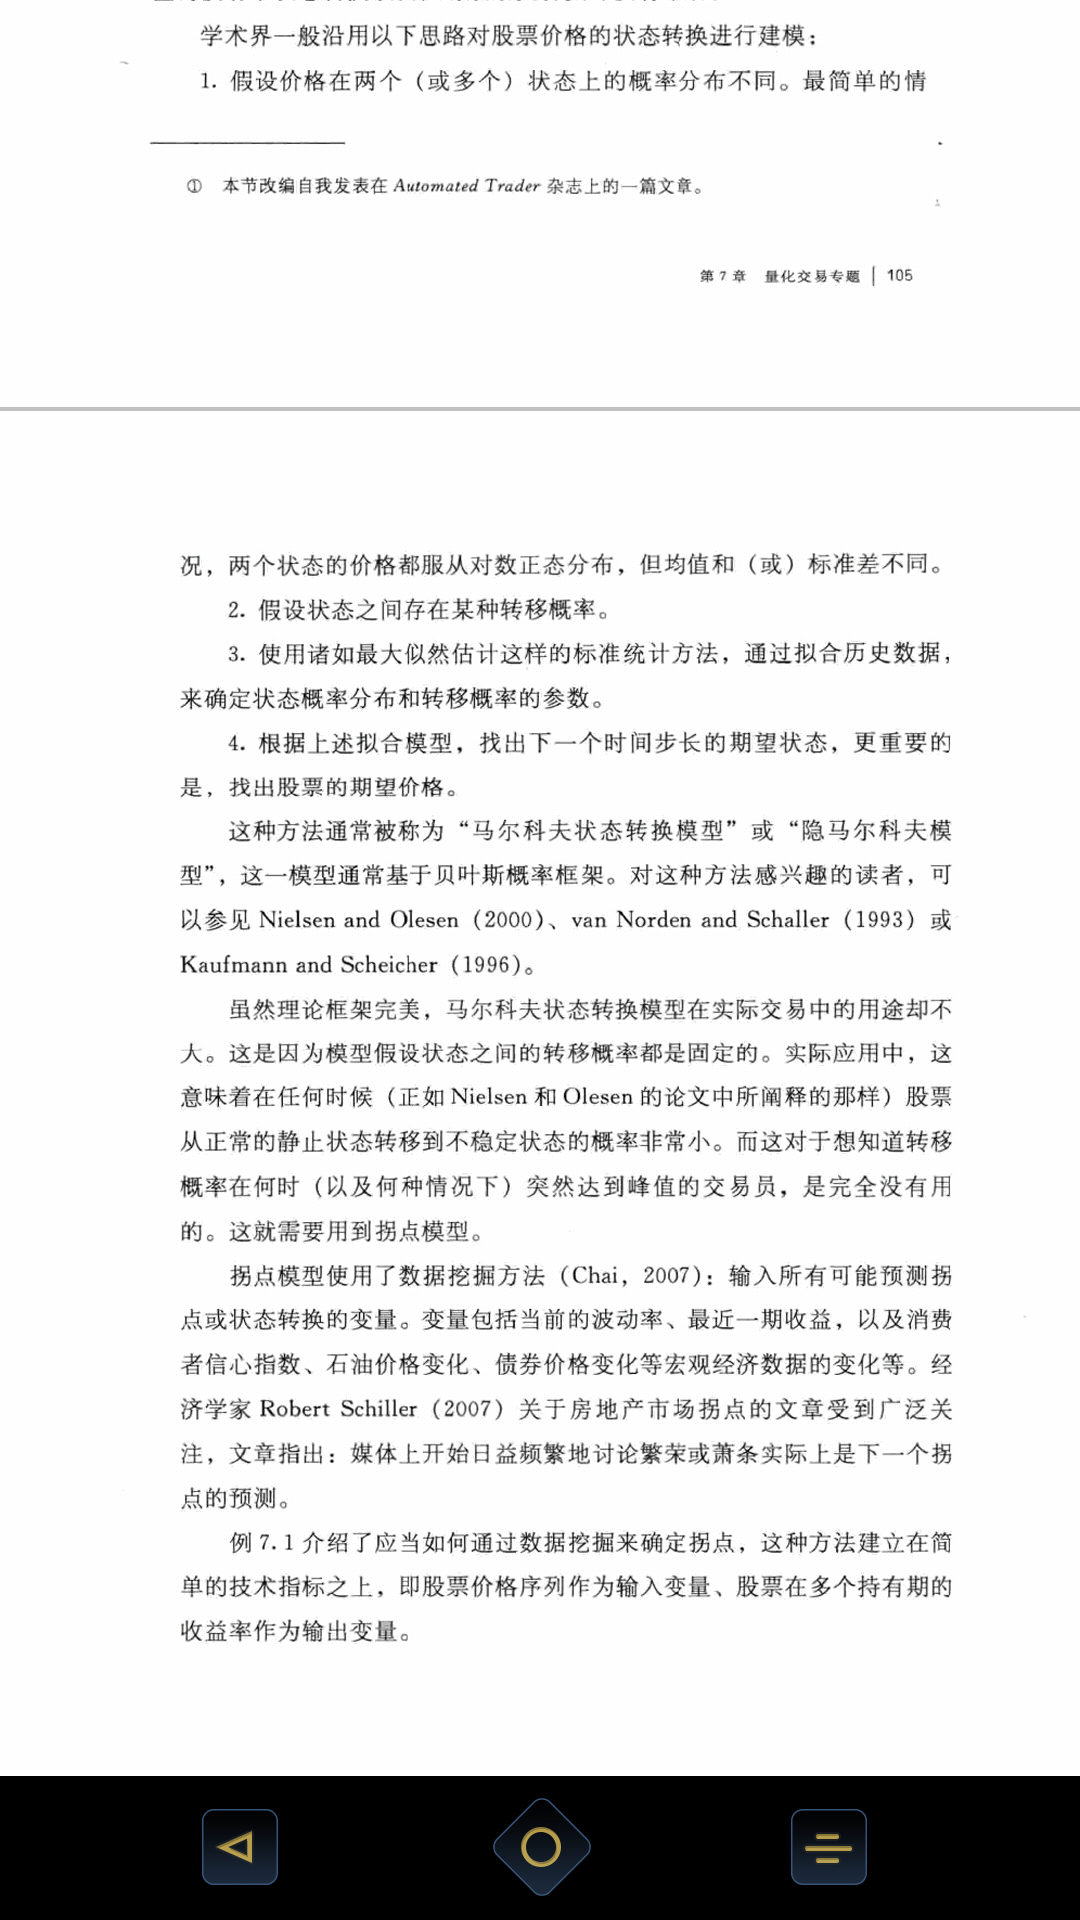 学术界一般沿用以下思路对股票价格的状态转换进行建模：
1. 假设价格在两个（或多个）状态上的概率分布不同。最简单的情
① 本节改编自我发表在 Automated Trader 杂志上的一篇文章。
第 7 章 量化交易专题 | 105
况，两个状态的价格都服从对数正态分布，但均值和（或）标准差不同。
2. 假设状态之间存在某种转移概率。
3. 使用诸如最大似然估计这样的标准统计方法，通过拟合历史数据，
来确定状态概率分布和转移概率的参数。
4. 根据上述拟合模型，找出下一个时间步长的期望状态，更重要的
是，找出股票的期望价格。
这种方法通常被称为“马尔科夫状态转换模型”或“隐马尔科夫模
型”，这一模型通常基于贝叶斯概率框架。对这种方法感兴趣的读者，可
以参见 Nielsen and Olesen（2000）、van Norden and Schaller（1993）或
Kaufmann and Scheicher（1996）。
虽然理论框架完美，马尔科夫状态转换模型在实际交易中的用途却不
大。这是因为模型假设状态之间的转移概率都是固定的。实际应用中，这
意味着在任何时候（正如 Nielsen 和 Olesen 的论文中所阐释的那样）股票
从正常的静止状态转移到不稳定状态的概率非常小。而这对于想知道转移
概率在何时（以及何种情况下）突然达到峰值的交易员，是完全没有用
的。这就需要用到拐点模型。
拐点模型使用了数据挖掘方法（Chai，2007）：输入所有可能预测拐
点或状态转换的变量。变量包括当前的波动率、最近一期收益，以及消费
者信心指数、石油价格变化、债券价格变化等宏观经济数据的变化等。经
济学家 Robert Schiller（2007）关于房地产市场拐点的文章受到广泛关
注，文章指出：媒体上开始日益频繁地讨论繁荣或萧条实际上是下一个拐
点的预测。
例 7.1 介绍了应当如何通过数据挖掘来确定拐点，这种方法建立在简
单的技术指标之上，即股票价格序列作为输入变量、股票在多个持有期的
收益率作为输出变量。